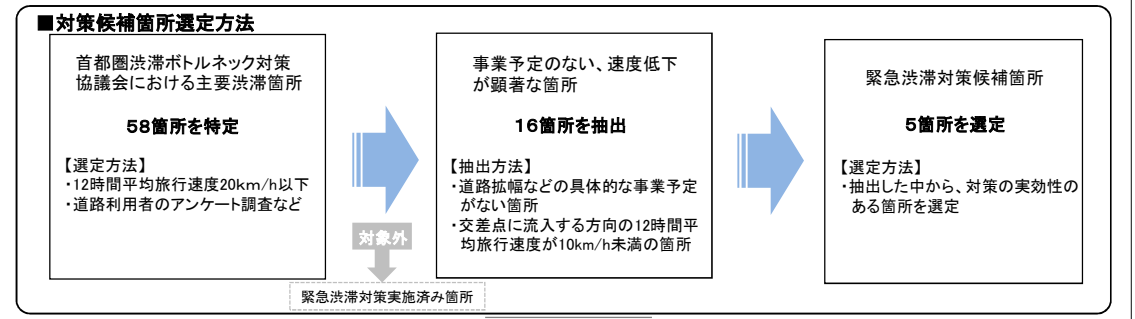 ■対策候補箇所選定方法
首都圏渋滞ボトルネック対策
協議会における主要渋滞箇所
58箇所を特定
【選定方法】
・12時間平均旅行速度20km/h以下
・道路利用者のアンケート調査など
対象外
緊急渋滞対策実施済み箇所
事業予定のない、速度低下
が顕著な箇所
16箇所を抽出
【抽出方法】
・道路拡幅などの具体的な事業予定
がない箇所
・交差点に流入する方向の12時間平
均旅行速度が10km/h未満の箇所
緊急渋滞対策候補箇所
5箇所を選定
【選定方法】
・抽出した中から、対策の実効性の
ある箇所を選定